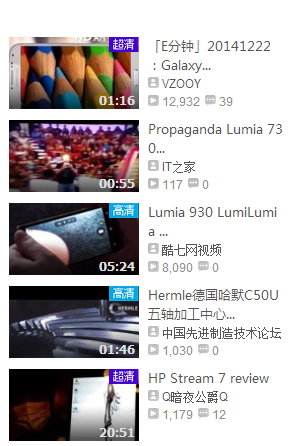 超清
01:16
「E分钟」20141222
：Galaxy...
VZOOY
12,932 39
00:55
Propaganda Lumia 73
0...
IT之家
117 0
高清
05:24
Lumia 930 LumiLumi
a ...
酷七网视频
8,090 0
高清
HERMLE
01:46
Hermle德国哈默C50U
五轴加工中心...
中国先进制造技术论坛
1,030 0
超清
20:51
HP Stream 7 review
Q暗夜公爵Q
1,179 12